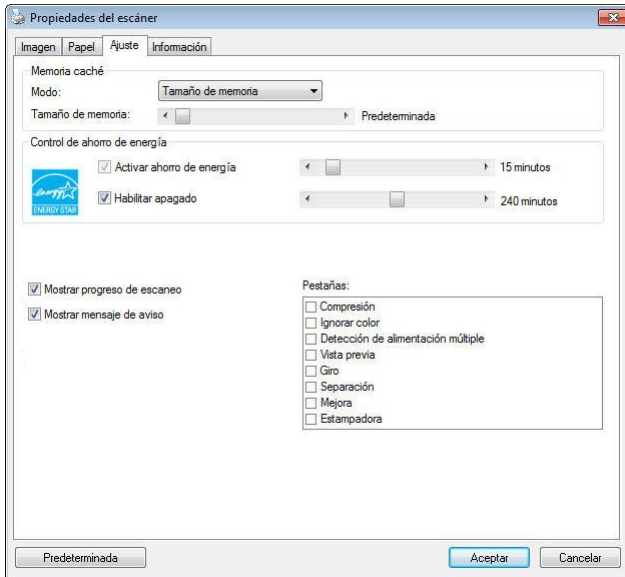 Propiedades del escáner
Imagen Papel Ajuste Información
Memoria caché
Modo: Tamaño de memoria
Tamaño de memoria: Predeterminada
Control de ahorro de energía
Activar ahorro de energía 15 minutos
energy
ENERGY STAR
Habilitar apagado 240 minutos
Mostrar progreso de escaneo
Mostrar mensaje de aviso
Pestañas:
Compresión
Ignorar color
Detección de alimentación múltiple
Vista previa
Giro
Separación
Mejora
Estampadora
Predeterminada Aceptar Cancelar